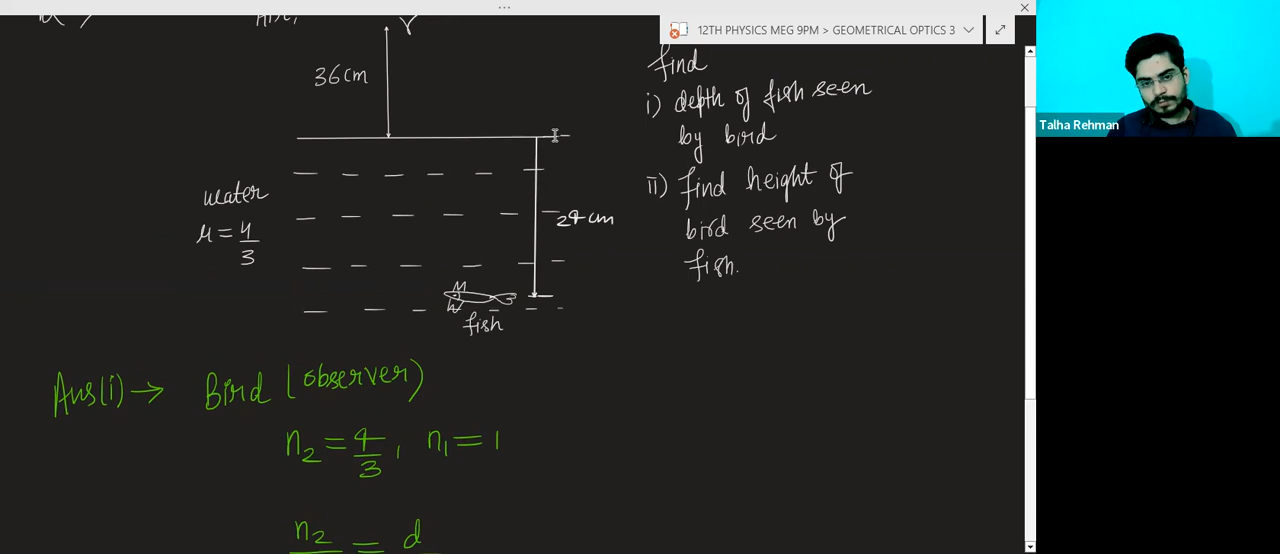 12TH PHYSICS MEG 9PM > GEOMETRICAL OPTICS 3
Talha Rehman
36cm
find
i) depth of fish seen
by bird
ii) find height of
bird seen by
fish.
water
μ = 4/3
24 cm
fish
Ans(i) → Bird (observer)
n₂ = 4/3, n₁ = 1
n₂ = d